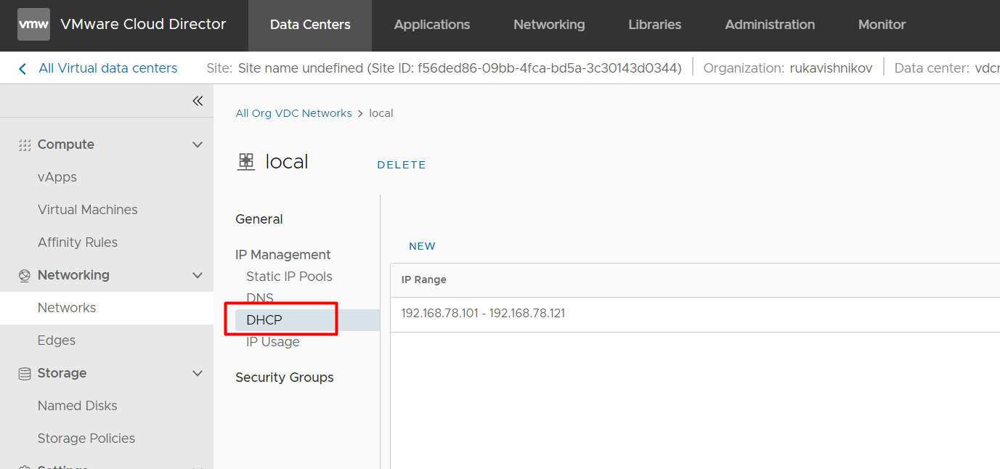 vmw VMware Cloud Director Data Centers Applications Networking Libraries Administration Monitor
All Virtual data centers Site: Site name undefined (Site ID: f56ded86-09bb-4fca-bd5a-3c30143d0344) Organization: rukavishnikov Data center: vdcr
All Org VDC Networks > local
Compute
vApps
Virtual Machines
Affinity Rules
Networking
Networks
Edges
Storage
Named Disks
Storage Policies
Settings
local DELETE
General
IP Management
Static IP Pools
DNS
DHCP
IP Usage
Security Groups
NEW
IP Range
192.168.78.101 - 192.168.78.121